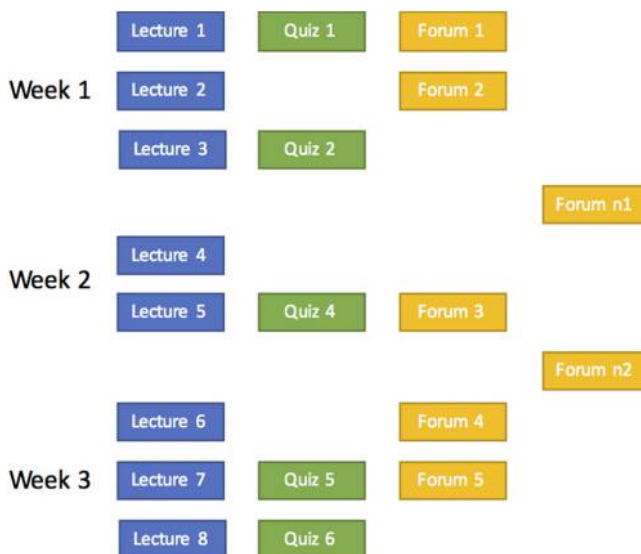 Lecture 1 Quiz 1 Forum 1
Week 1 Lecture 2 Forum 2
Lecture 3 Quiz 2
Forum n1
Lecture 4
Week 2
Lecture 5 Quiz 4 Forum 3
Forum n2
Lecture 6 Forum 4
Week 3 Lecture 7 Quiz 5 Forum 5
Lecture 8 Quiz 6